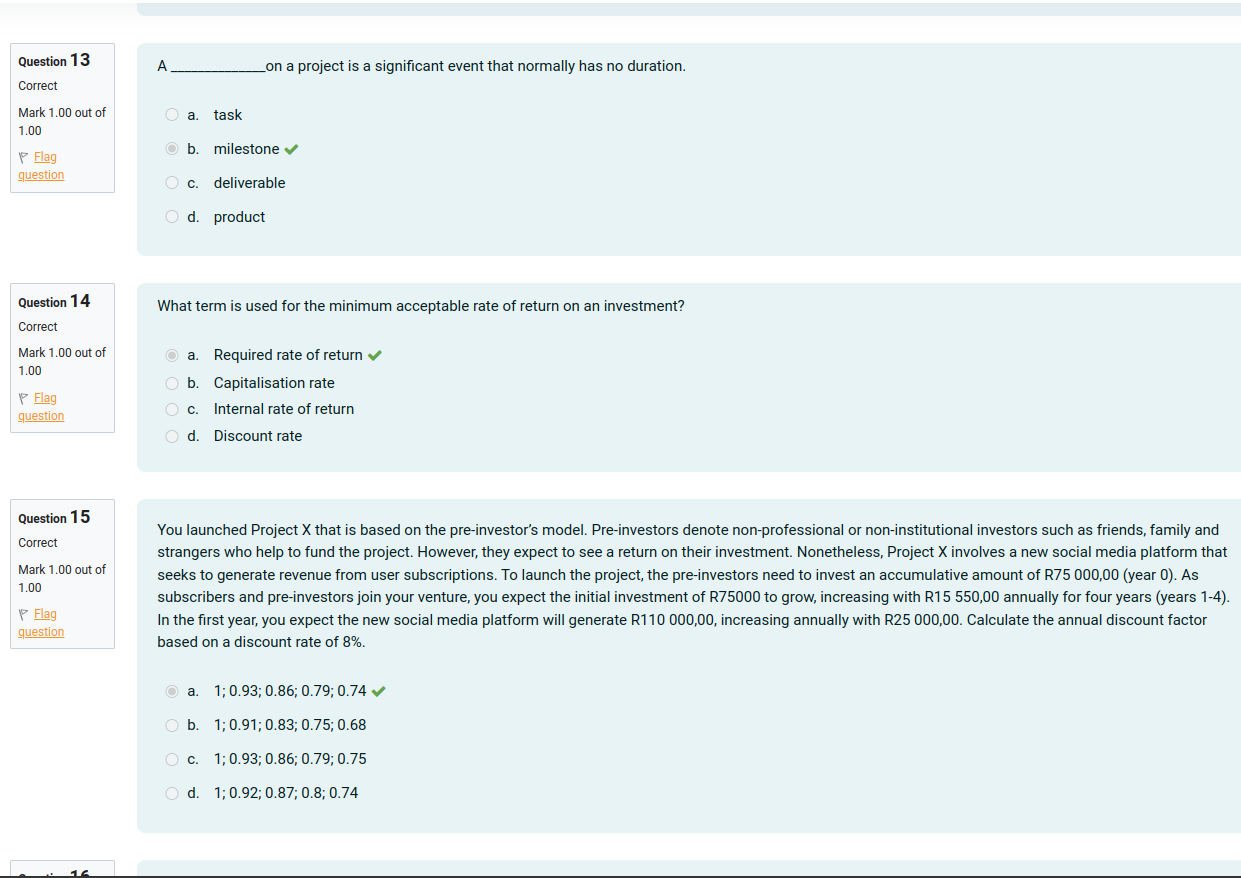 Question 13
Correct
Mark 1.00 out of
1.00
Flag
question
A ______________on a project is a significant event that normally has no duration.
a. task
b. milestone
c. deliverable
d. product
Question 14
Correct
Mark 1.00 out of
1.00
Flag
question
What term is used for the minimum acceptable rate of return on an investment?
a. Required rate of return
b. Capitalisation rate
c. Internal rate of return
d. Discount rate
Question 15
Correct
Mark 1.00 out of
1.00
Flag
question
You launched Project X that is based on the pre-investor’s model. Pre-investors denote non-professional or non-institutional investors such as friends, family and
strangers who help to fund the project. However, they expect to see a return on their investment. Nonetheless, Project X involves a new social media platform that
seeks to generate revenue from user subscriptions. To launch the project, the pre-investors need to invest an accumulative amount of R75 000,00 (year 0). As
subscribers and pre-investors join your venture, you expect the initial investment of R75000 to grow, increasing with R15 550,00 annually for four years (years 1-4).
In the first year, you expect the new social media platform will generate R110 000,00, increasing annually with R25 000,00. Calculate the annual discount factor
based on a discount rate of 8%.
a. 1; 0.93; 0.86; 0.79; 0.74
b. 1; 0.91; 0.83; 0.75; 0.68
c. 1; 0.93; 0.86; 0.79; 0.75
d. 1; 0.92; 0.87; 0.8; 0.74